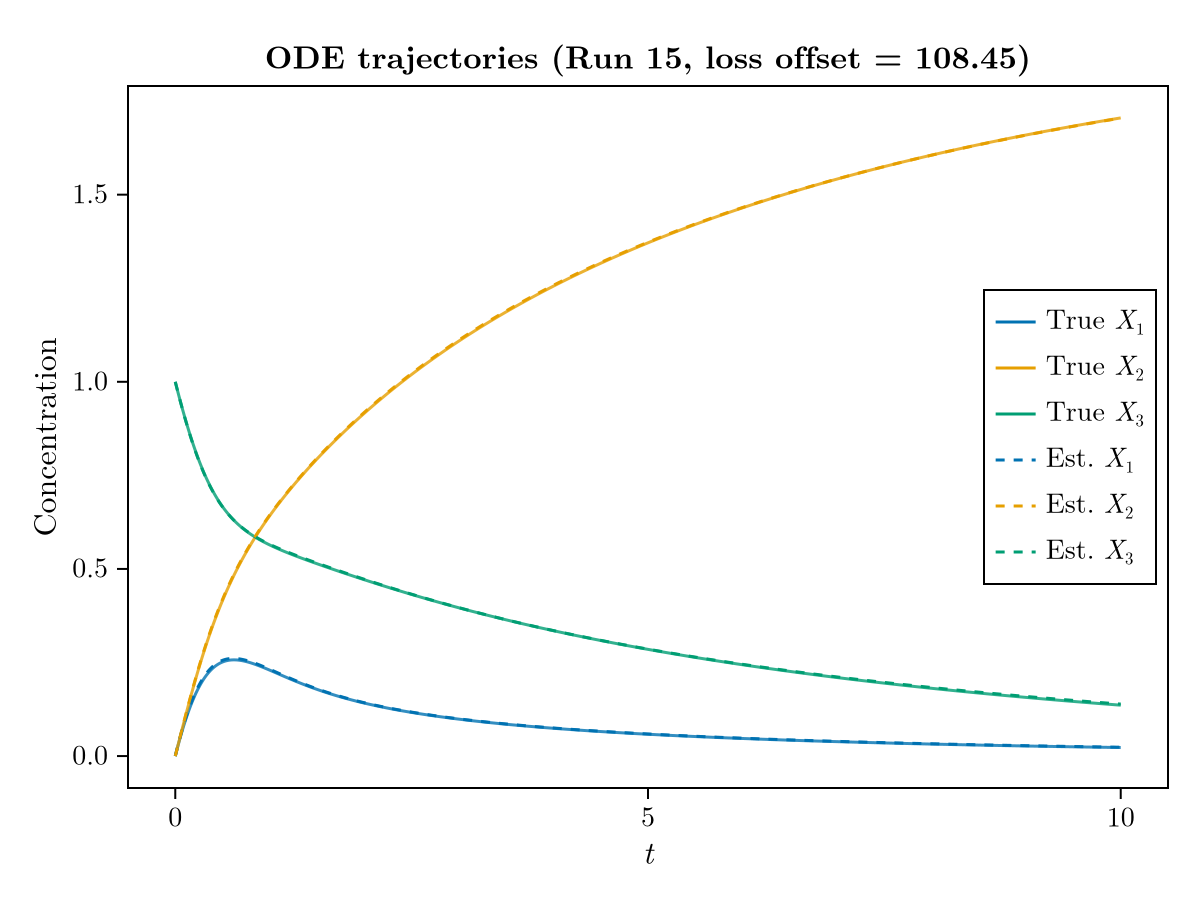 ODE trajectories (Run 15, loss offset = 108.45)
Concentration
1.5
1.0
0.5
0.0
0
5
10
t
True X₁
True X₂
True X₃
Est. X₁
Est. X₂
Est. X₃